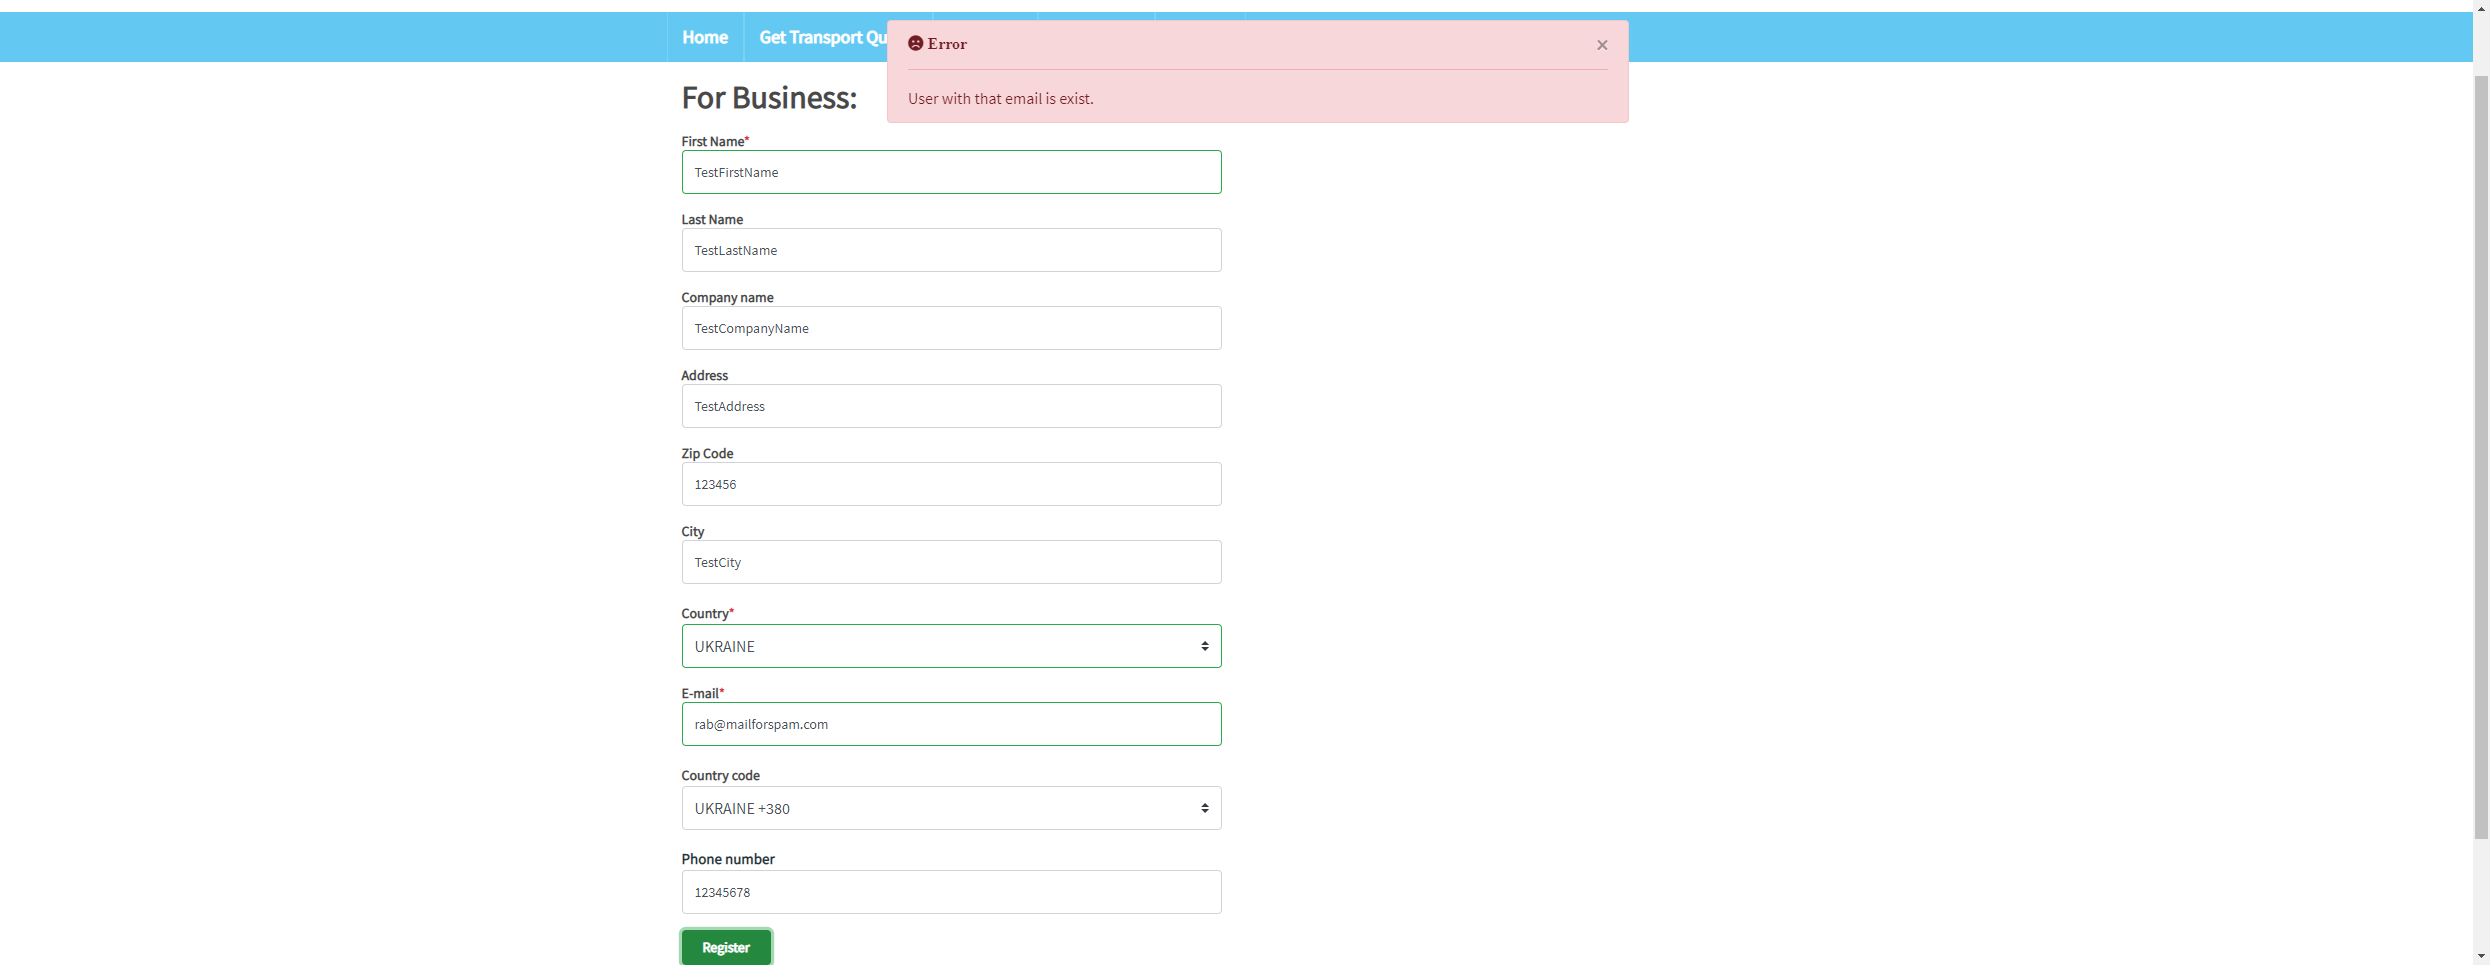 Home
Get Transport Qu
Error
×
User with that email is exist.
For Business:
First Name*
TestFirstName
Last Name
TestLastName
Company name
TestCompanyName
Address
TestAddress
Zip Code
123456
City
TestCity
Country*
UKRAINE
E-mail*
rab@mailforspam.com
Country code
UKRAINE +380
Phone number
12345678
Register